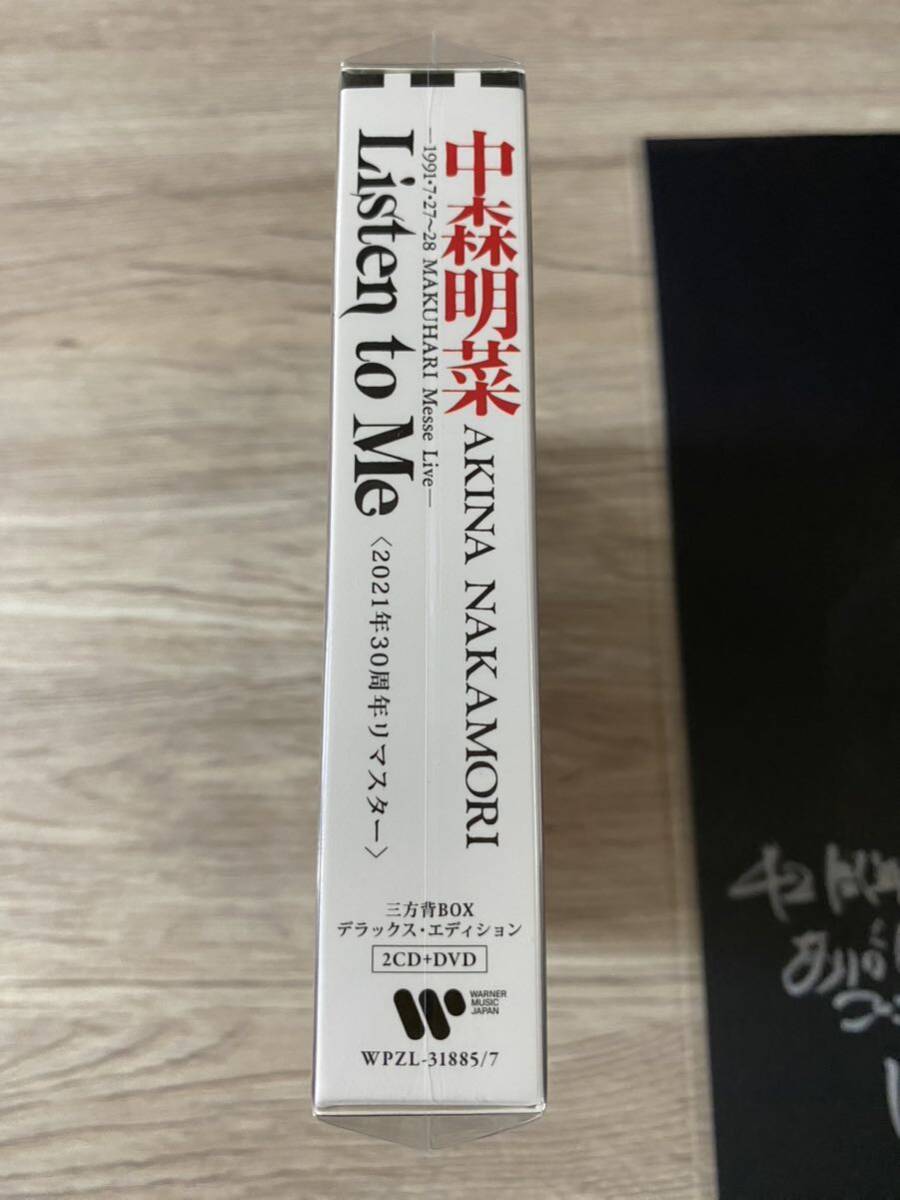 中森明菜 AKINA NAKAMORI
―1991・7・27～28 MAKUHARI Messe Live―
Listen to Me 〈2021年30周年リマスター〉
三方背BOX
デラックス・エディション
2CD+DVD
WARNER
MUSIC
JAPAN
WPZL-31885/7